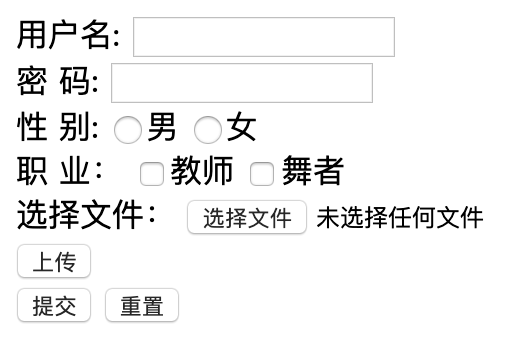 用户名:
密 码:
性 别: 男 女
职 业： 教师 舞者
选择文件： 选择文件 未选择任何文件
上传
提交 重置